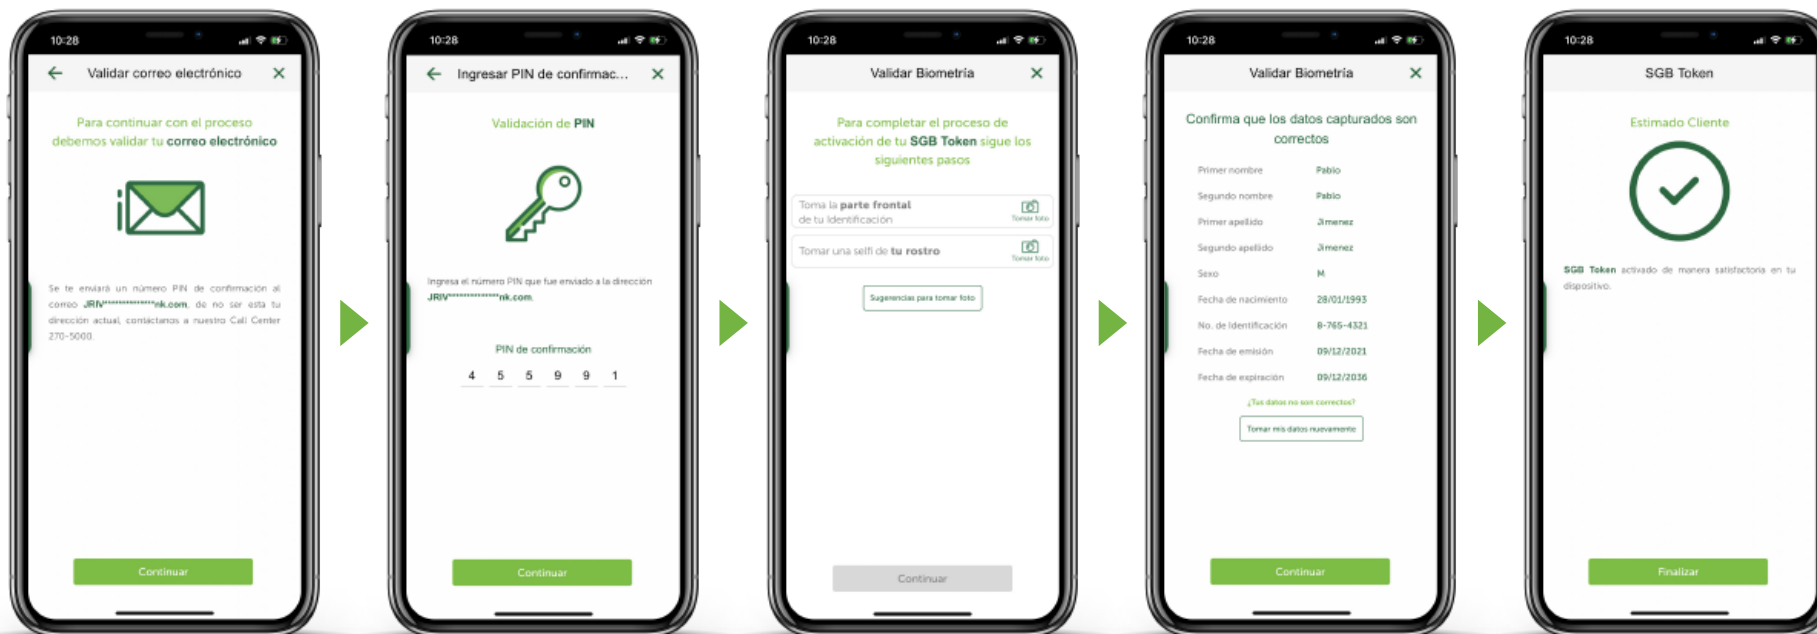 10:28
Validar correo electrónico
Para continuar con el proceso
debemos validar tu correo electrónico
Se te enviará un número PIN de confirmación al
correo JRIV***************nk.com, de no ser esta tu
dirección actual, contáctanos a nuestro Call Center
270-5000.
Continuar
10:28
Ingresar PIN de confirmac...
Validación de PIN
Ingresa el número PIN que fue enviado a la dirección
JRIV***************nk.com.
PIN de confirmación
4 5 5 9 9 1
Continuar
10:28
Validar Biometría
Para completar el proceso de
activación de tu SGB Token sigue los
siguientes pasos
Toma la parte frontal
de tu Identificación
Tomar foto
Tomar una selfi de tu rostro
Tomar foto
Sugerencias para tomar foto
Continuar
10:28
Validar Biometría
Confirma que los datos capturados son
correctos
Primer nombre Pablo
Segundo nombre Pablo
Primer apellido Jimenez
Segundo apellido Jimenez
Sexo M
Fecha de nacimiento 28/01/1993
No. de Identificación 8-765-4321
Fecha de emisión 09/12/2021
Fecha de expiración 09/12/2036
¿Tus datos no son correctos?
Tomar mis datos nuevamente
Continuar
10:28
SGB Token
Estimado Cliente
SGB Token activado de manera satisfactoria en tu
dispositivo.
Finalizar